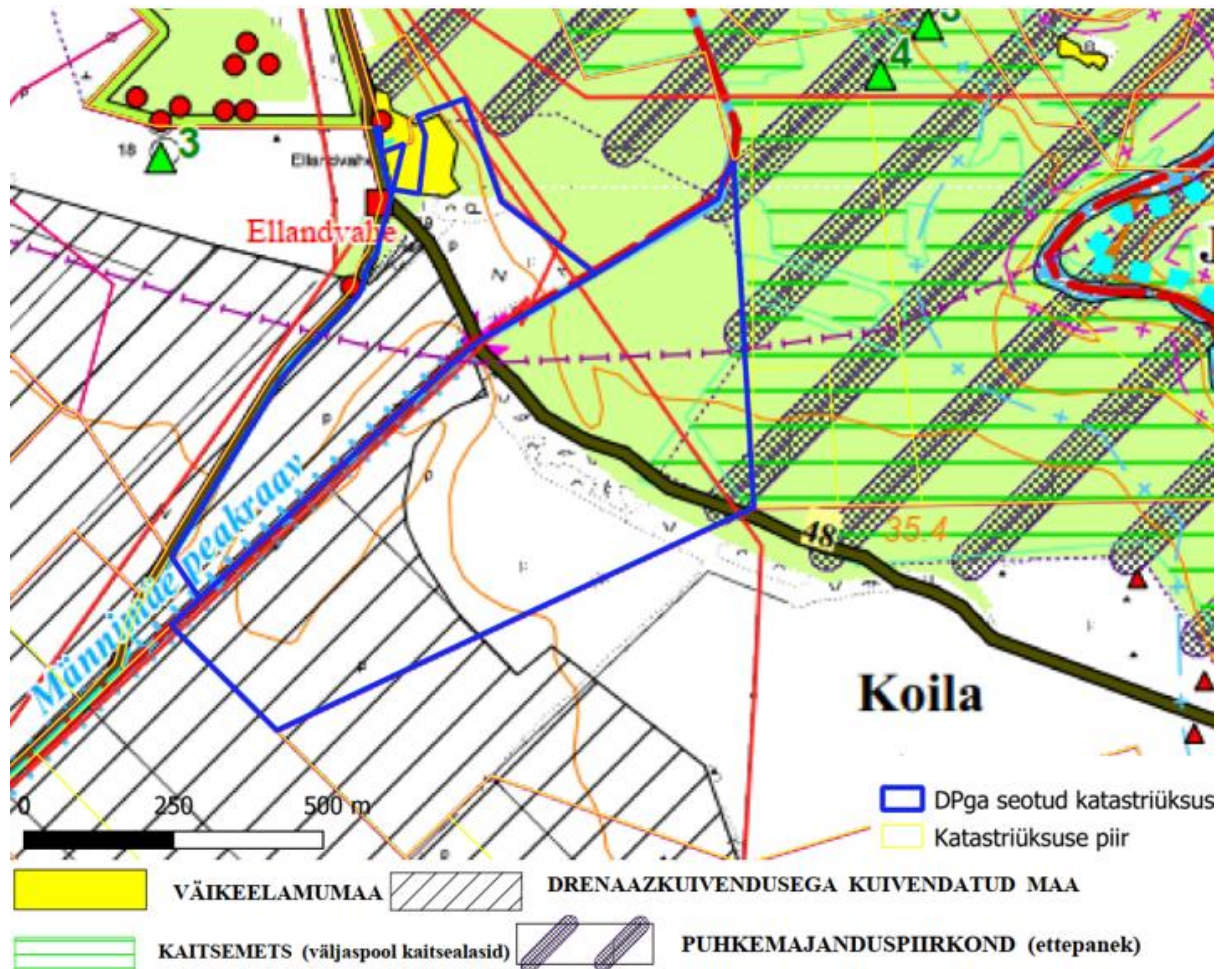 3
4
3
18
Ellandvahe
Ellandvahe
Männimäe peakraav
48
35.4
Koila
0 250 500 m
DPga seotud katastriüksus
Katastriüksuse piir
VÄIKEELAMUMAA
DRENAAZKUIVENDUSEGA KUIVENDATUD MAA
KAITSEMETS (väljaspool kaitsealasid)
PUHKEMAJANDUSPIIRKOND (ettepanek)